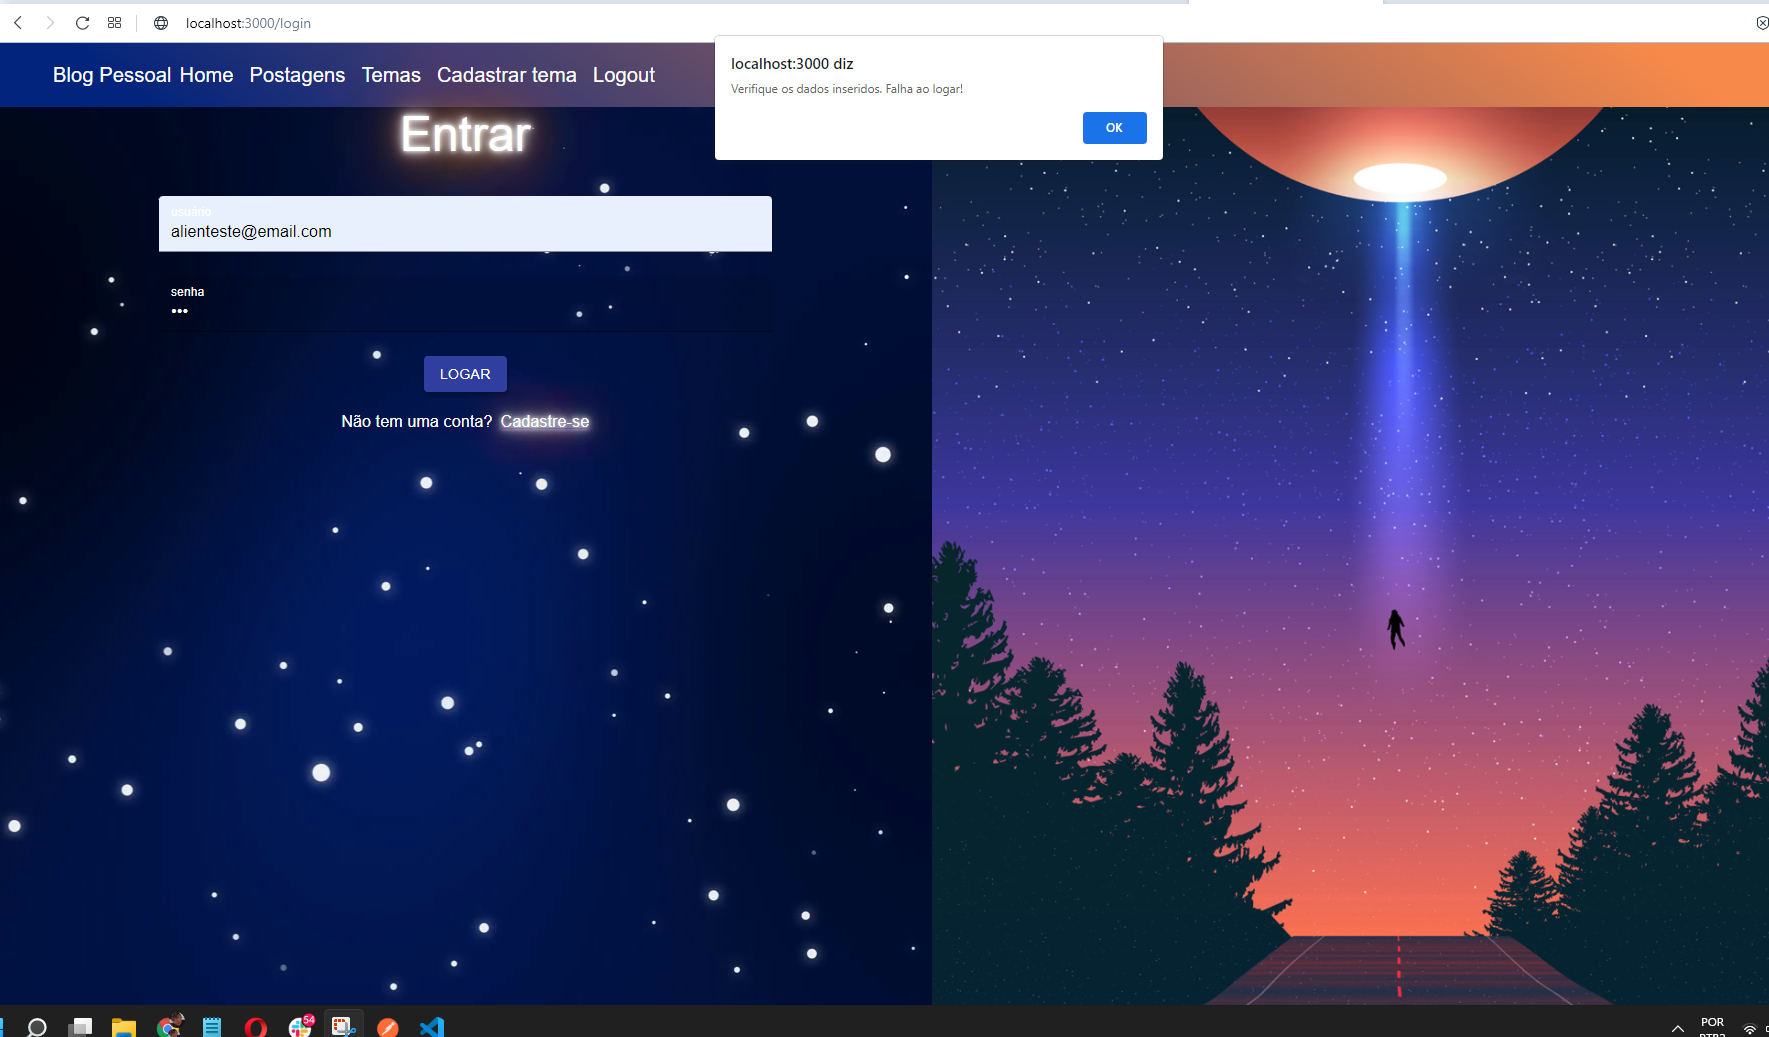 localhost:3000/login
Blog Pessoal Home Postagens Temas Cadastrar tema Logout
localhost:3000 diz
Verifique os dados inseridos. Falha ao logar!
OK
Entrar
usuário
alienteste@email.com
senha
LOGAR
Não tem uma conta? Cadastre-se
54
POR